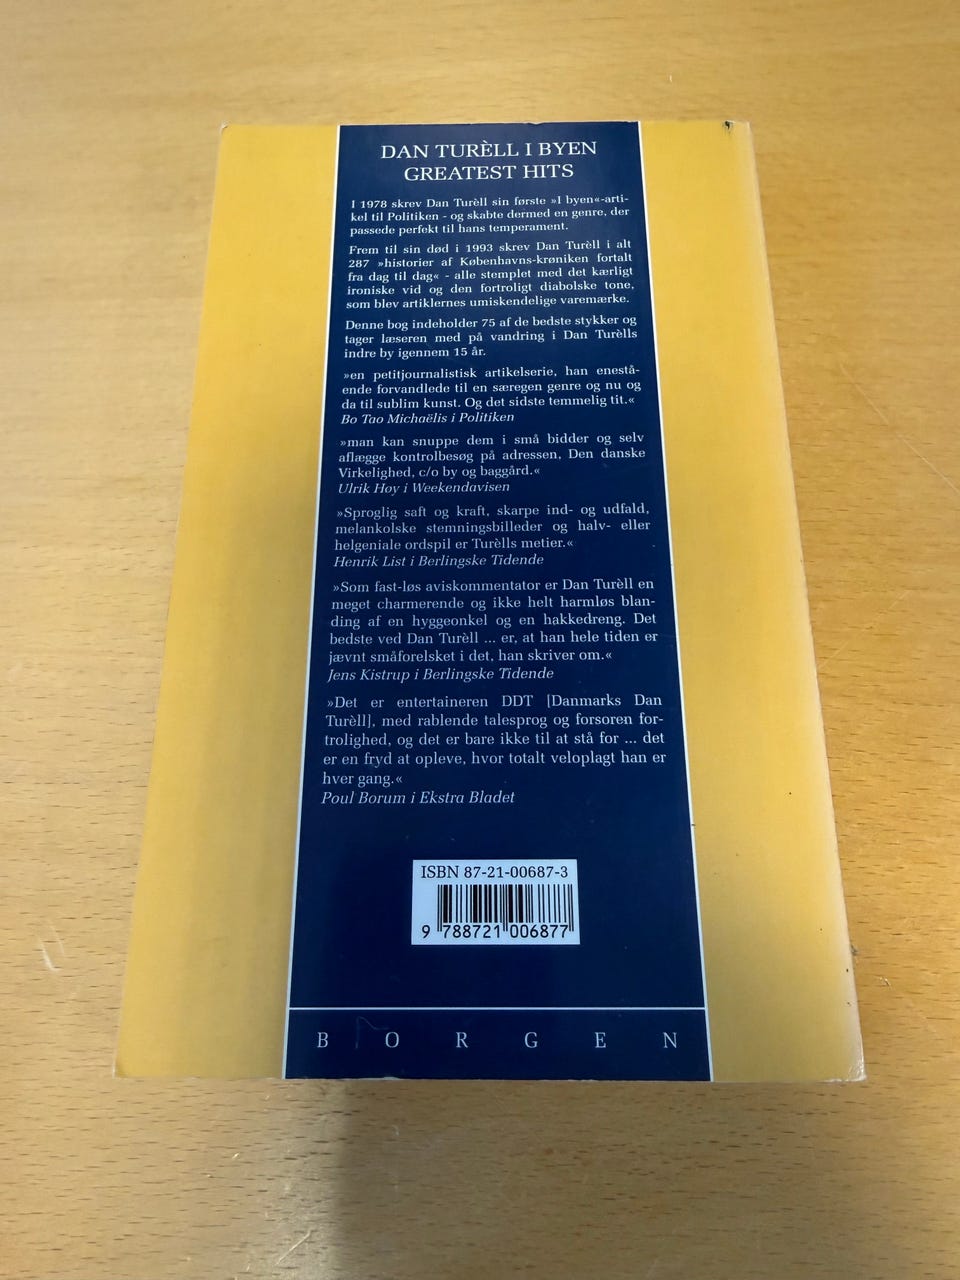 DAN TURÈLL I BYEN
GREATEST HITS
I 1978 skrev Dan Turèll sin første »I byen«-arti-
kel til Politiken - og skabte dermed en genre, der
passede perfekt til hans temperament.
Frem til sin død i 1993 skrev Dan Turèll i alt
287 »historier af Københavns-krøniken fortalt
fra dag til dag« - alle stemplet med det kærligt
ironiske vid og den fortroligt diabolske tone,
som blev artiklernes umiskendelige varemærke.
Denne bog indeholder 75 af de bedste stykker og
tager læseren med på vandring i Dan Turèlls
indre by igennem 15 år.
»en petitjournalistisk artikelserie, han enestå-
ende forvandlede til en særegen genre og nu og
da til sublim kunst. Og det sidste temmelig tit.«
Bo Tao Michaëlis i Politiken
»man kan snuppe dem i små bidder og selv
aflægge kontrolbesøg på adressen, Den danske
Virkelighed, c/o by og baggård.«
Ulrik Høy i Weekendavisen
»Sproglig saft og kraft, skarpe ind- og udfald,
melankolske stemningsbilleder og halv- eller
helgeniale ordspil er Turèlls metier.«
Henrik List i Berlingske Tidende
»Som fast-løs aviskommentator er Dan Turèll en
meget charmerende og ikke helt harmløs blan-
ding af en hyggeonkel og en hakkedreng. Det
bedste ved Dan Turèll ... er, at han hele tiden er
jævnt småforelsket i det, han skriver om.«
Jens Kistrup i Berlingske Tidende
»Det er entertaineren DDT [Danmarks Dan
Turèll], med rablende talesprog og forsoren for-
trolighed, og det er bare ikke til at stå for ... det
er en fryd at opleve, hvor totalt veloplagt han er
hver gang.«
Poul Borum i Ekstra Bladet
ISBN 87-21-00687-3
9 788721 006877
BORGEN